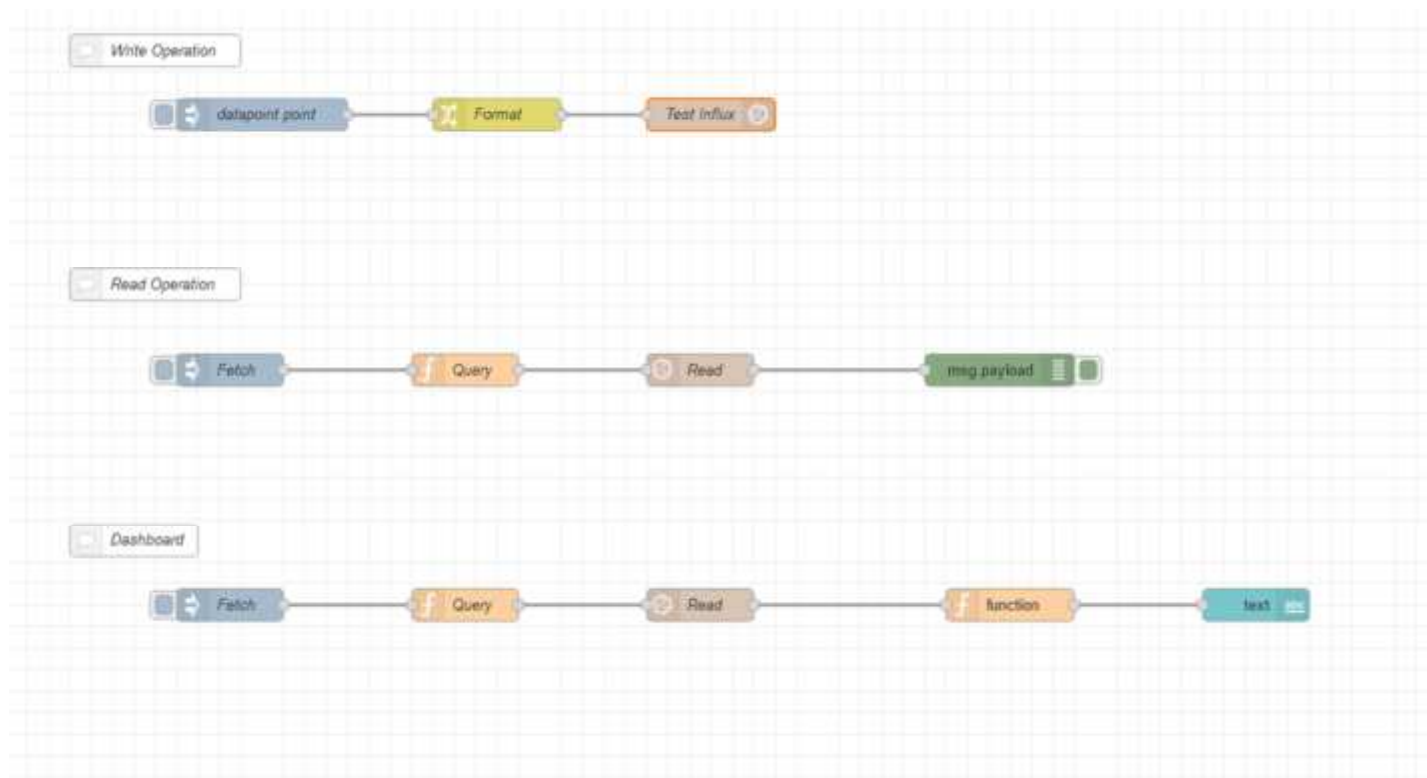 Write Operation
datapoint point
Format
Test Influx
Read Operation
Fetch
Query
Read
msg.payload
Dashboard
Fetch
Query
Read
function
text
abc